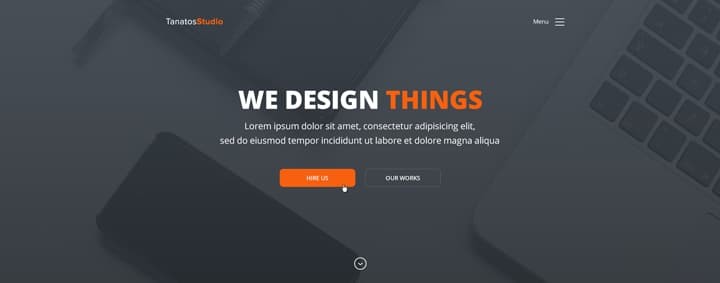 TanatosStudio
Menu
WE DESIGN THINGS
Lorem ipsum dolor sit amet, consectetur adipisicing elit,
sed do eiusmod tempor incididunt ut labore et dolore magna aliqua
HIRE US
OUR WORKS